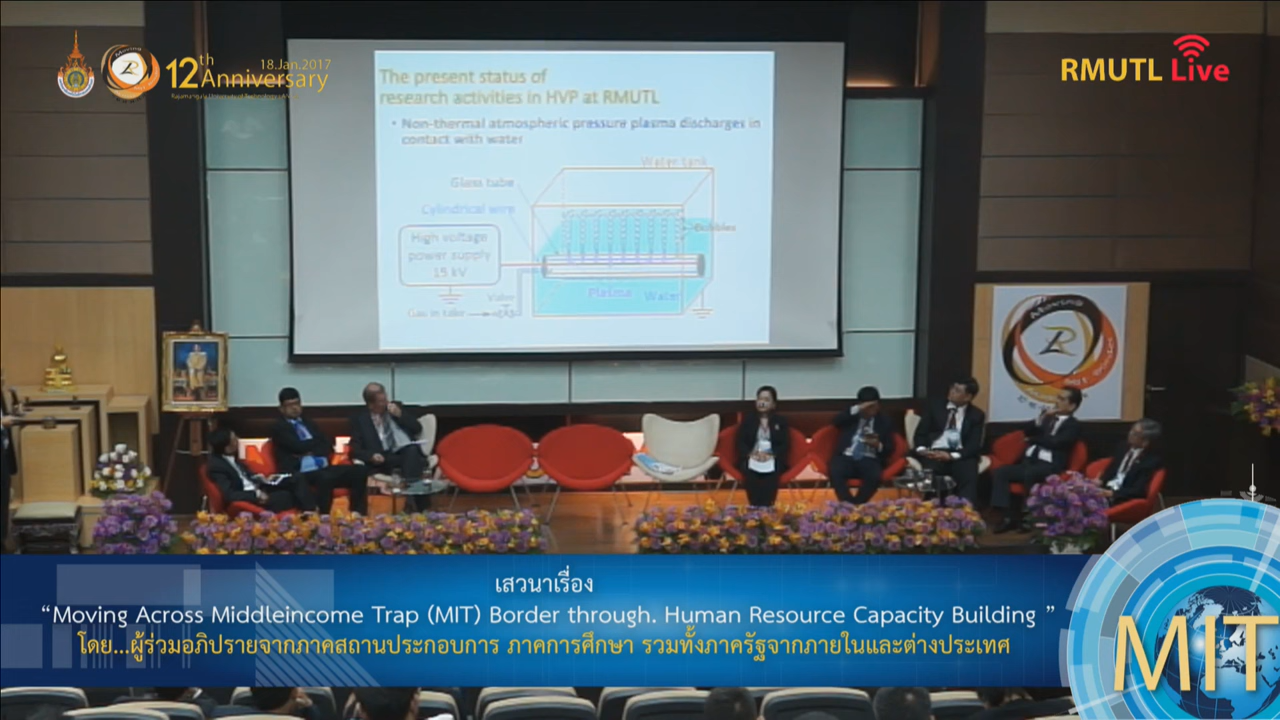 12th
18.Jan.2017
Anniversary
RMUTL Live
The present status of
research activities in HVP at RMUTL
• Non-thermal atmospheric pressure plasma discharges in
contact with water
Water tank
Glass tube
Cylindrical wire
Bubbles
High voltage
power supply
15 kV
Plasma
Water
Valve
Gas in take
Moving
R
เสวนาเรื่อง
“Moving Across Middleincome Trap (MIT) Border through. Human Resource Capacity Building ”
โดย...ผู้ร่วมอภิปรายจากภาคสถานประกอบการ ภาคการศึกษา รวมทั้งภาครัฐจากภายในและต่างประเทศ
MIT